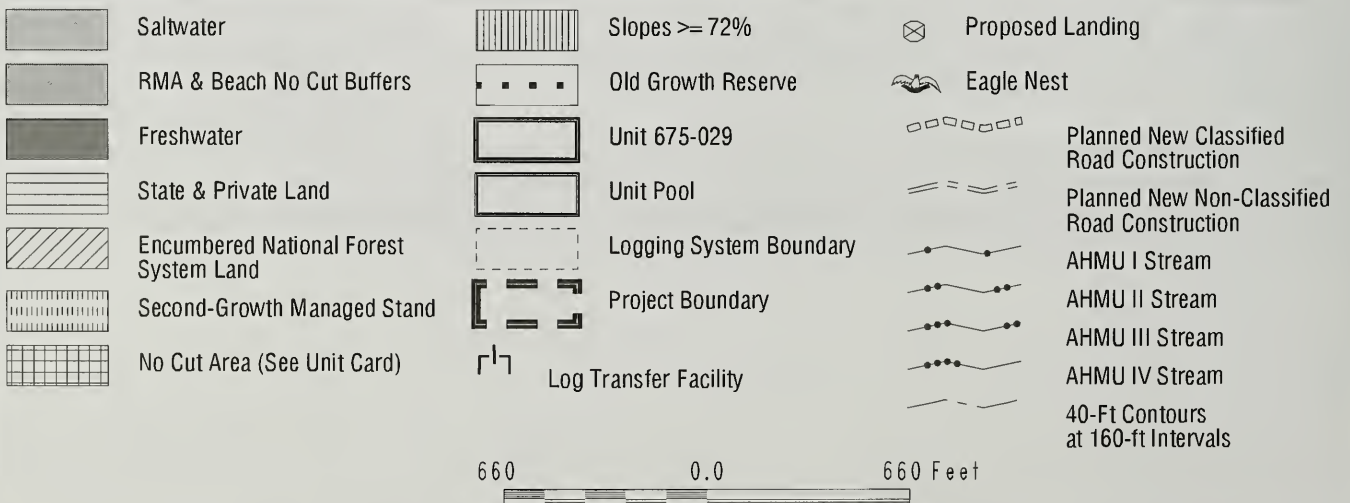 Saltwater
RMA & Beach No Cut Buffers
Freshwater
State & Private Land
Encumbered National Forest
System Land
Second-Growth Managed Stand
No Cut Area (See Unit Card)
Slopes >= 72%
Old Growth Reserve
Unit 675-029
Unit Pool
Logging System Boundary
Project Boundary
Log Transfer Facility
Proposed Landing
Eagle Nest
Planned New Classified
Road Construction
Planned New Non-Classified
Road Construction
AHMU I Stream
AHMU II Stream
AHMU III Stream
AHMU IV Stream
40-Ft Contours
at 160-ft Intervals
660 0.0 660 Feet